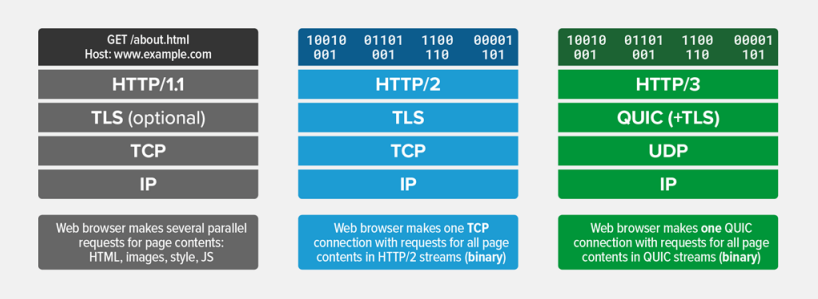 GET /about.html
Host: www.example.com
HTTP/1.1
TLS (optional)
TCP
IP
Web browser makes several parallel
requests for page contents:
HTML, images, style, JS
10010 01101 1100 00001
001 001 110 101
HTTP/2
TLS
TCP
IP
Web browser makes one TCP
connection with requests for all page
contents in HTTP/2 streams (binary)
10010 01101 1100 00001
001 001 110 101
HTTP/3
QUIC (+TLS)
UDP
IP
Web browser makes one QUIC
connection with requests for all page
contents in QUIC streams (binary)